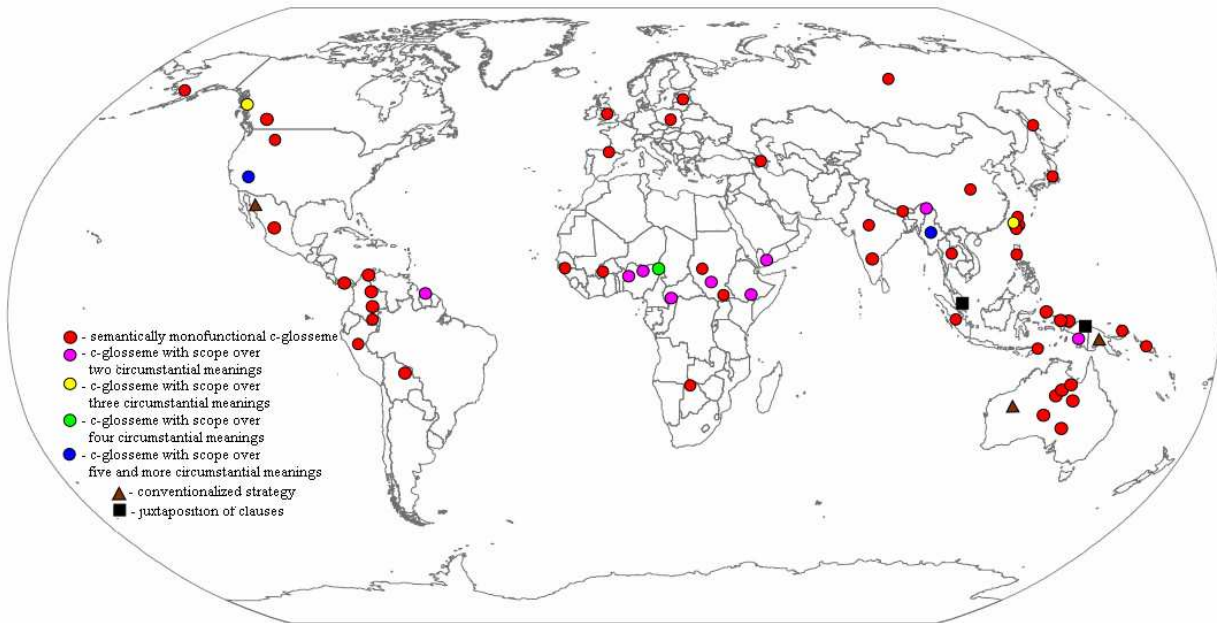 - semantically monofunctional c-glosseme
- c-glosseme with scope over
two circumstantial meanings
- c-glosseme with scope over
three circumstantial meanings
- c-glosseme with scope over
four circumstantial meanings
- c-glosseme with scope over
five and more circumstantial meanings
- conventionalized strategy
- juxtaposition of clauses